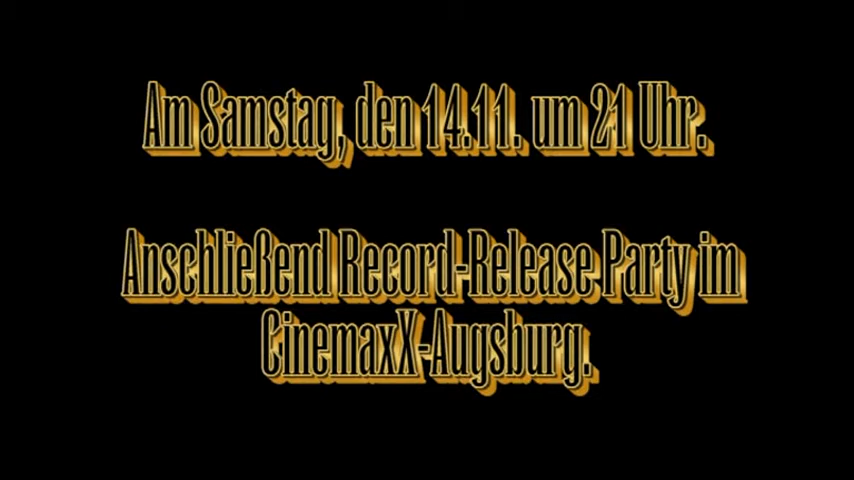 Am Samstag, den 14.11. um 21 Uhr.
Anschließend Record-Release Party im
CinemaxX-Augsburg.